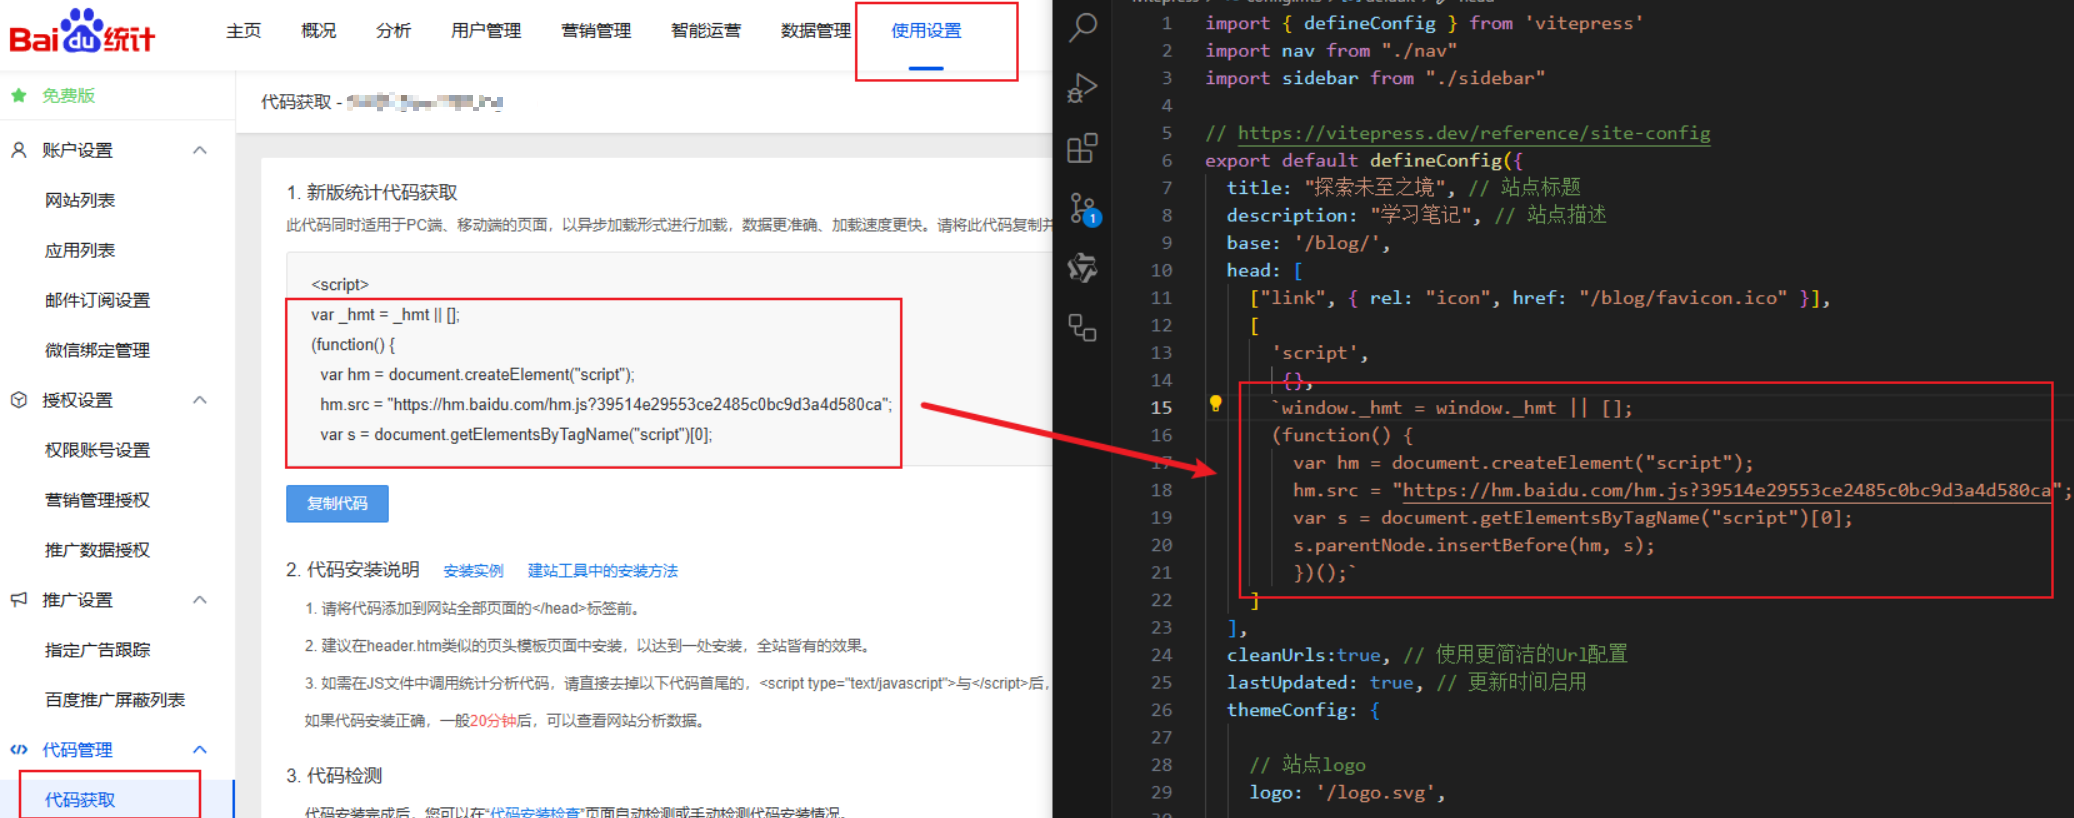 Bai du 统计
主页 概况 分析 用户管理 营销管理 智能运营 数据管理 使用设置
免费版
账户设置
网站列表
应用列表
邮件订阅设置
微信绑定管理
授权设置
权限账号设置
营销管理授权
推广数据授权
推广设置
指定广告跟踪
百度推广屏蔽列表
代码管理
代码获取
代码获取 -
1. 新版统计代码获取
此代码同时适用于PC端、移动端的页面，以异步加载形式进行加载，数据更准确、加载速度更快。请将此代码复制并
<script>
var _hmt = _hmt || [];
(function() {
var hm = document.createElement("script");
hm.src = "https://hm.baidu.com/hm.js?39514e29553ce2485c0bc9d3a4d580ca";
var s = document.getElementsByTagName("script")[0];
复制代码
2. 代码安装说明 安装实例 建站工具中的安装方法
1. 请将代码添加到网站全部页面的</head>标签前。
2. 建议在header.htm类似的页头模板页面中安装，以达到一处安装，全站皆有的效果。
3. 如需在JS文件中调用统计分析代码，请直接去掉以下代码首尾的，<script type="text/javascript">与</script>后，
如果代码安装正确，一般20分钟后，可以查看网站分析数据。
3. 代码检测
代码安装完成后，您可以在“代码安装检查”页面自动检测或手动检测代码安装情况。
1
1 import { defineConfig } from 'vitepress'
2 import nav from "./nav"
3 import sidebar from "./sidebar"
4
5 // https://vitepress.dev/reference/site-config
6 export default defineConfig({
7 title: "探索未至之境", // 站点标题
8 description: "学习笔记", // 站点描述
9 base: '/blog/',
10 head: [
11 ["link", { rel: "icon", href: "/blog/favicon.ico" }],
12 [
13 'script',
14 {},
15 `window._hmt = window._hmt || [];
16 (function() {
17 var hm = document.createElement("script");
18 hm.src = "https://hm.baidu.com/hm.js?39514e29553ce2485c0bc9d3a4d580ca";
19 var s = document.getElementsByTagName("script")[0];
20 s.parentNode.insertBefore(hm, s);
21 })();`
22 ]
23 ],
24 cleanUrls:true, // 使用更简洁的Url配置
25 lastUpdated: true, // 更新时间启用
26 themeConfig: {
27
28 // 站点logo
29 logo: '/logo.svg',